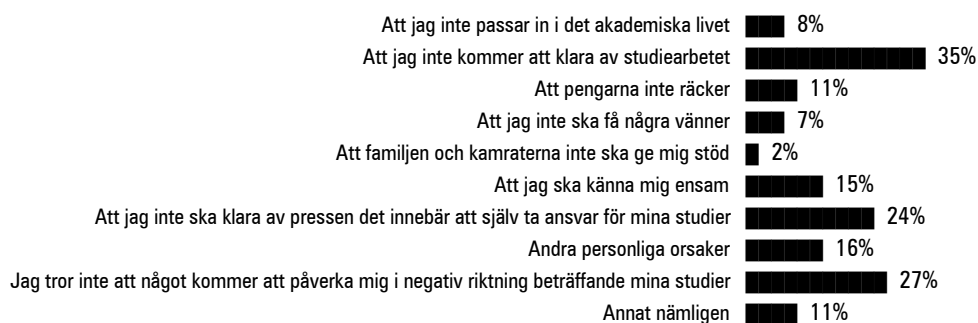 Att jag inte passar in i det akademiska livet 8%
Att jag inte kommer att klara av studiearbetet 35%
Att pengarna inte räcker 11%
Att jag inte ska få några vänner 7%
Att familjen och kamraterna inte ska ge mig stöd 2%
Att jag ska känna mig ensam 15%
Att jag inte ska klara av pressen det innebär att själv ta ansvar för mina studier 24%
Andra personliga orsaker 16%
Jag tror inte att något kommer att påverka mig i negativ riktning beträffande mina studier 27%
Annat nämligen 11%